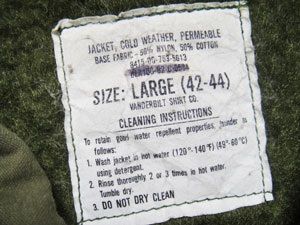 JACKET, COLD WEATHER, PERMEABLE
BASE FABRIC - 50% NYLON, 50% COTTON
SIZE: LARGE (42-44)
VANDERBILT SHIRT CO.
CLEANING INSTRUCTIONS
To retain good water repellent properties, launder as
follows:
1. Wash jacket in hot water (120°-140°F) (49°-60°C)
using detergent.
2. Rinse thoroughly 2 or 3 times in hot water.
Tumble dry.
3. DO NOT DRY CLEAN